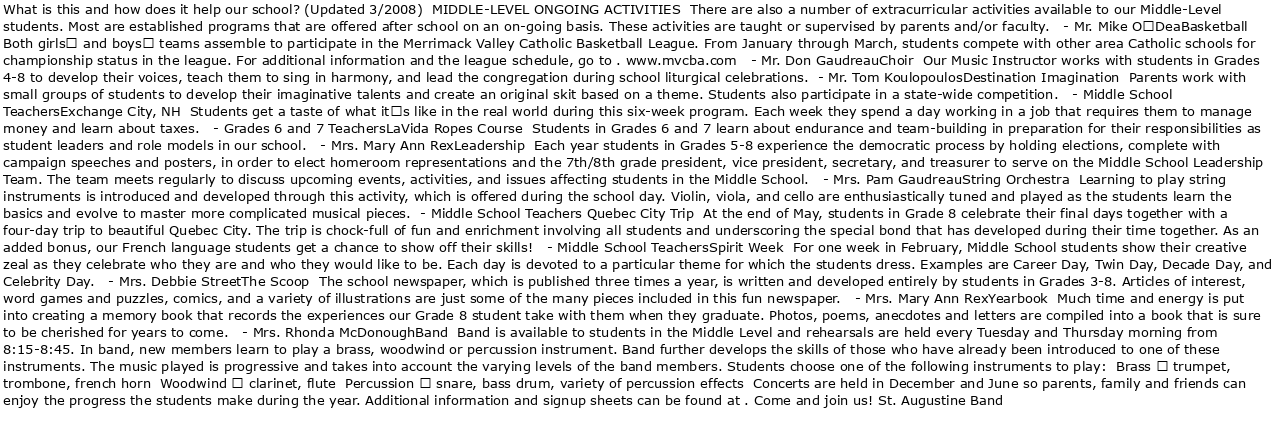 What is this and how does it help our school? (Updated 3/2008)  MIDDLE-LEVEL ONGOING ACTIVITIES  There are also a number of extracurricular activities available to our Middle-Level
students. Most are established programs that are offered after school on an on-going basis. These activities are taught or supervised by parents and/or faculty.   - Mr. Mike O□DeaBasketball
Both girls□ and boys□ teams assemble to participate in the Merrimack Valley Catholic Basketball League. From January through March, students compete with other area Catholic schools for
championship status in the league. For additional information and the league schedule, go to . www.mvcba.com   - Mr. Don GaudreauChoir  Our Music Instructor works with students in Grades
4-8 to develop their voices, teach them to sing in harmony, and lead the congregation during school liturgical celebrations.  - Mr. Tom KoulopoulosDestination Imagination  Parents work with
small groups of students to develop their imaginative talents and create an original skit based on a theme. Students also participate in a state-wide competition.   - Middle School
TeachersExchange City, NH  Students get a taste of what it□s like in the real world during this six-week program. Each week they spend a day working in a job that requires them to manage
money and learn about taxes.   - Grades 6 and 7 TeachersLaVida Ropes Course  Students in Grades 6 and 7 learn about endurance and team-building in preparation for their responsibilities as
student leaders and role models in our school.   - Mrs. Mary Ann RexLeadership  Each year students in Grades 5-8 experience the democratic process by holding elections, complete with
campaign speeches and posters, in order to elect homeroom representations and the 7th/8th grade president, vice president, secretary, and treasurer to serve on the Middle School Leadership
Team. The team meets regularly to discuss upcoming events, activities, and issues affecting students in the Middle School.   - Mrs. Pam GaudreauString Orchestra  Learning to play string
instruments is introduced and developed through this activity, which is offered during the school day. Violin, viola, and cello are enthusiastically tuned and played as the students learn the
basics and evolve to master more complicated musical pieces.  - Middle School Teachers Quebec City Trip  At the end of May, students in Grade 8 celebrate their final days together with a
four-day trip to beautiful Quebec City. The trip is chock-full of fun and enrichment involving all students and underscoring the special bond that has developed during their time together. As an
added bonus, our French language students get a chance to show off their skills!   - Middle School TeachersSpirit Week  For one week in February, Middle School students show their creative
zeal as they celebrate who they are and who they would like to be. Each day is devoted to a particular theme for which the students dress. Examples are Career Day, Twin Day, Decade Day, and
Celebrity Day.   - Mrs. Debbie StreetThe Scoop  The school newspaper, which is published three times a year, is written and developed entirely by students in Grades 3-8. Articles of interest,
word games and puzzles, comics, and a variety of illustrations are just some of the many pieces included in this fun newspaper.   - Mrs. Mary Ann RexYearbook  Much time and energy is put
into creating a memory book that records the experiences our Grade 8 student take with them when they graduate. Photos, poems, anecdotes and letters are compiled into a book that is sure
to be cherished for years to come.   - Mrs. Rhonda McDonoughBand  Band is available to students in the Middle Level and rehearsals are held every Tuesday and Thursday morning from
8:15-8:45. In band, new members learn to play a brass, woodwind or percussion instrument. Band further develops the skills of those who have already been introduced to one of these
instruments. The music played is progressive and takes into account the varying levels of the band members. Students choose one of the following instruments to play:  Brass □ trumpet,
trombone, french horn  Woodwind □ clarinet, flute  Percussion □ snare, bass drum, variety of percussion effects  Concerts are held in December and June so parents, family and friends can
enjoy the progress the students make during the year. Additional information and signup sheets can be found at . Come and join us! St. Augustine Band